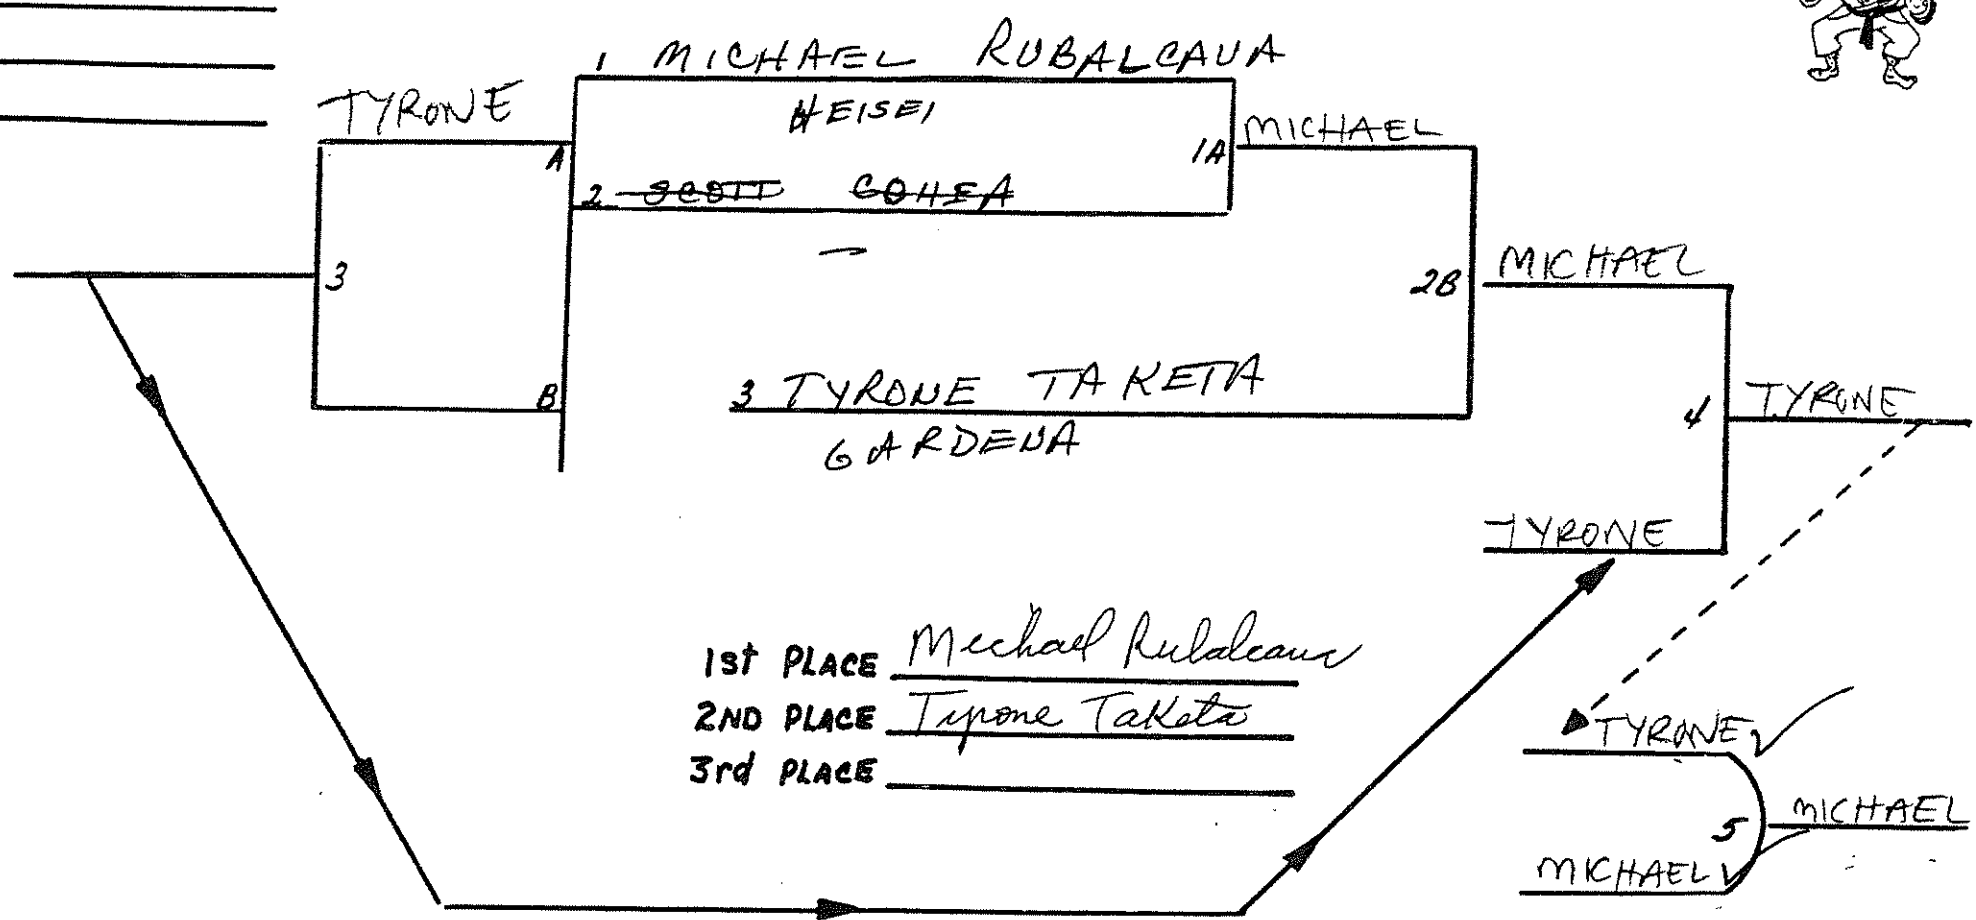 1 MICHAEL RUBALCAVA
HEISEI
TYRONE
A
1A
MICHAEL
2 SCOTT COHEA
3
2B
MICHAEL
B
3 TYRONE TAKETA
GARDENA
4
TYRONE
TYRONE
1st PLACE Michael Rubalcava
2ND PLACE Tyrone Taketa
3rd PLACE
TYRONE
5
MICHAEL
MICHAEL